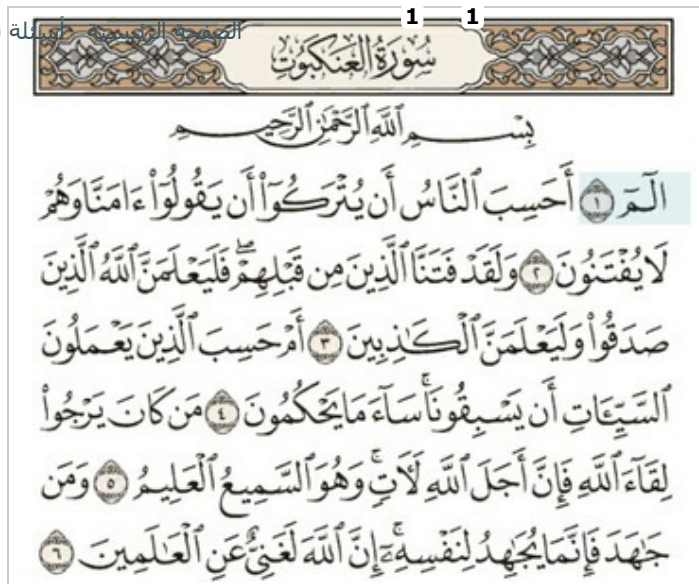 1 1
الصفحة الرئيسية أسئلة
سُورَةُ العَنكَبُوتِ
بِسْمِ ٱللَّهِ ٱلرَّحْمَٰنِ ٱلرَّحِيمِ
الٓمٓ ١ أَحَسِبَ ٱلنَّاسُ أَن يُتْرَكُوٓا۟ أَن يَقُولُوٓا۟ ءَامَنَّا وَهُمْ
لَا يُفْتَنُونَ ٢ وَلَقَدْ فَتَنَّا ٱلَّذِينَ مِن قَبْلِهِمْ ۖ فَلَيَعْلَمَنَّ ٱللَّهُ ٱلَّذِينَ
صَدَقُوا۟ وَلَيَعْلَمَنَّ ٱلْكَٰذِبِينَ ٣ أَمْ حَسِبَ ٱلَّذِينَ يَعْمَلُونَ
ٱلسَّيِّـَٔاتِ أَن يَسْبِقُونَا ۚ سَآءَ مَا يَحْكُمُونَ ٤ مَن كَانَ يَرْجُوا۟
لِقَآءَ ٱللَّهِ فَإِنَّ أَجَلَ ٱللَّهِ لَـَٔاتٍ ۚ وَهُوَ ٱلسَّمِيعُ ٱلْعَلِيمُ ٥ وَمَن
جَٰهَدَ فَإِنَّمَا يُجَٰهِدُ لِنَفْسِهِۦٓ ۚ إِنَّ ٱللَّهَ لَغَنِىٌّ عَنِ ٱلْعَٰلَمِينَ ٦